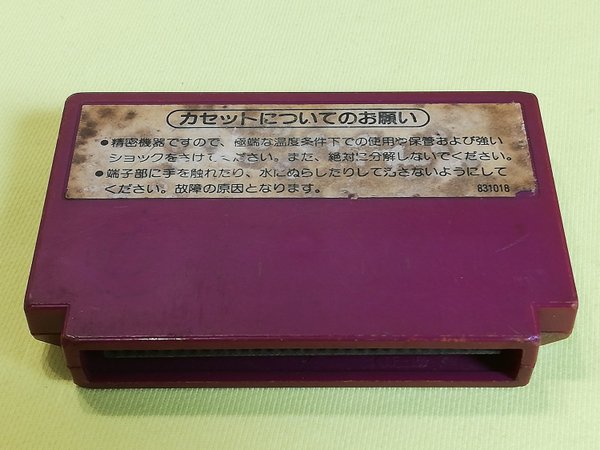 カセットについてのお願い
●精密機器ですので、極端な温度条件下での使用や保管および強い
ショックをさけてください。また、絶対に分解しないでください。
●端子部に手を触れたり、水にぬらしたりして汚さないようにして
ください。故障の原因となります。
831018